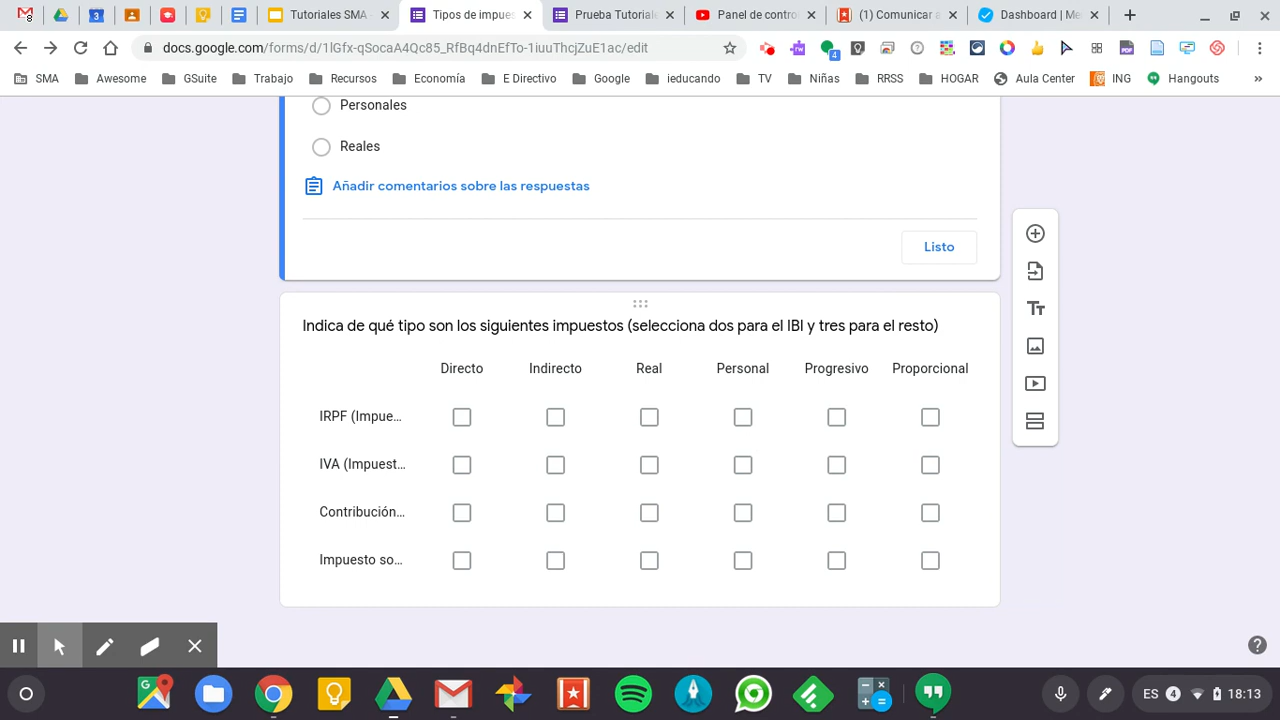 Tutoriales SMA -
Tipos de impues
Prueba Tutoriale
Panel de contro
(1) Comunicar a
Dashboard | Me
docs.google.com/forms/d/1lGfx-qSocaA4Qc85_RfBq4dnEfTo-1iuuThcjZuE1ac/edit
4
SMA
Awesome
GSuite
Trabajo
Recursos
Economía
E Directivo
Google
ieducando
TV
Niñas
RRSS
HOGAR
Aula Center
ING
Hangouts
»
Personales
Reales
Añadir comentarios sobre las respuestas
Listo
Indica de qué tipo son los siguientes impuestos (selecciona dos para el IBI y tres para el resto)
Directo Indirecto Real Personal Progresivo Proporcional
IRPF (Impue...
IVA (Impuest...
Contribución...
Impuesto so...
ES 4 18:13